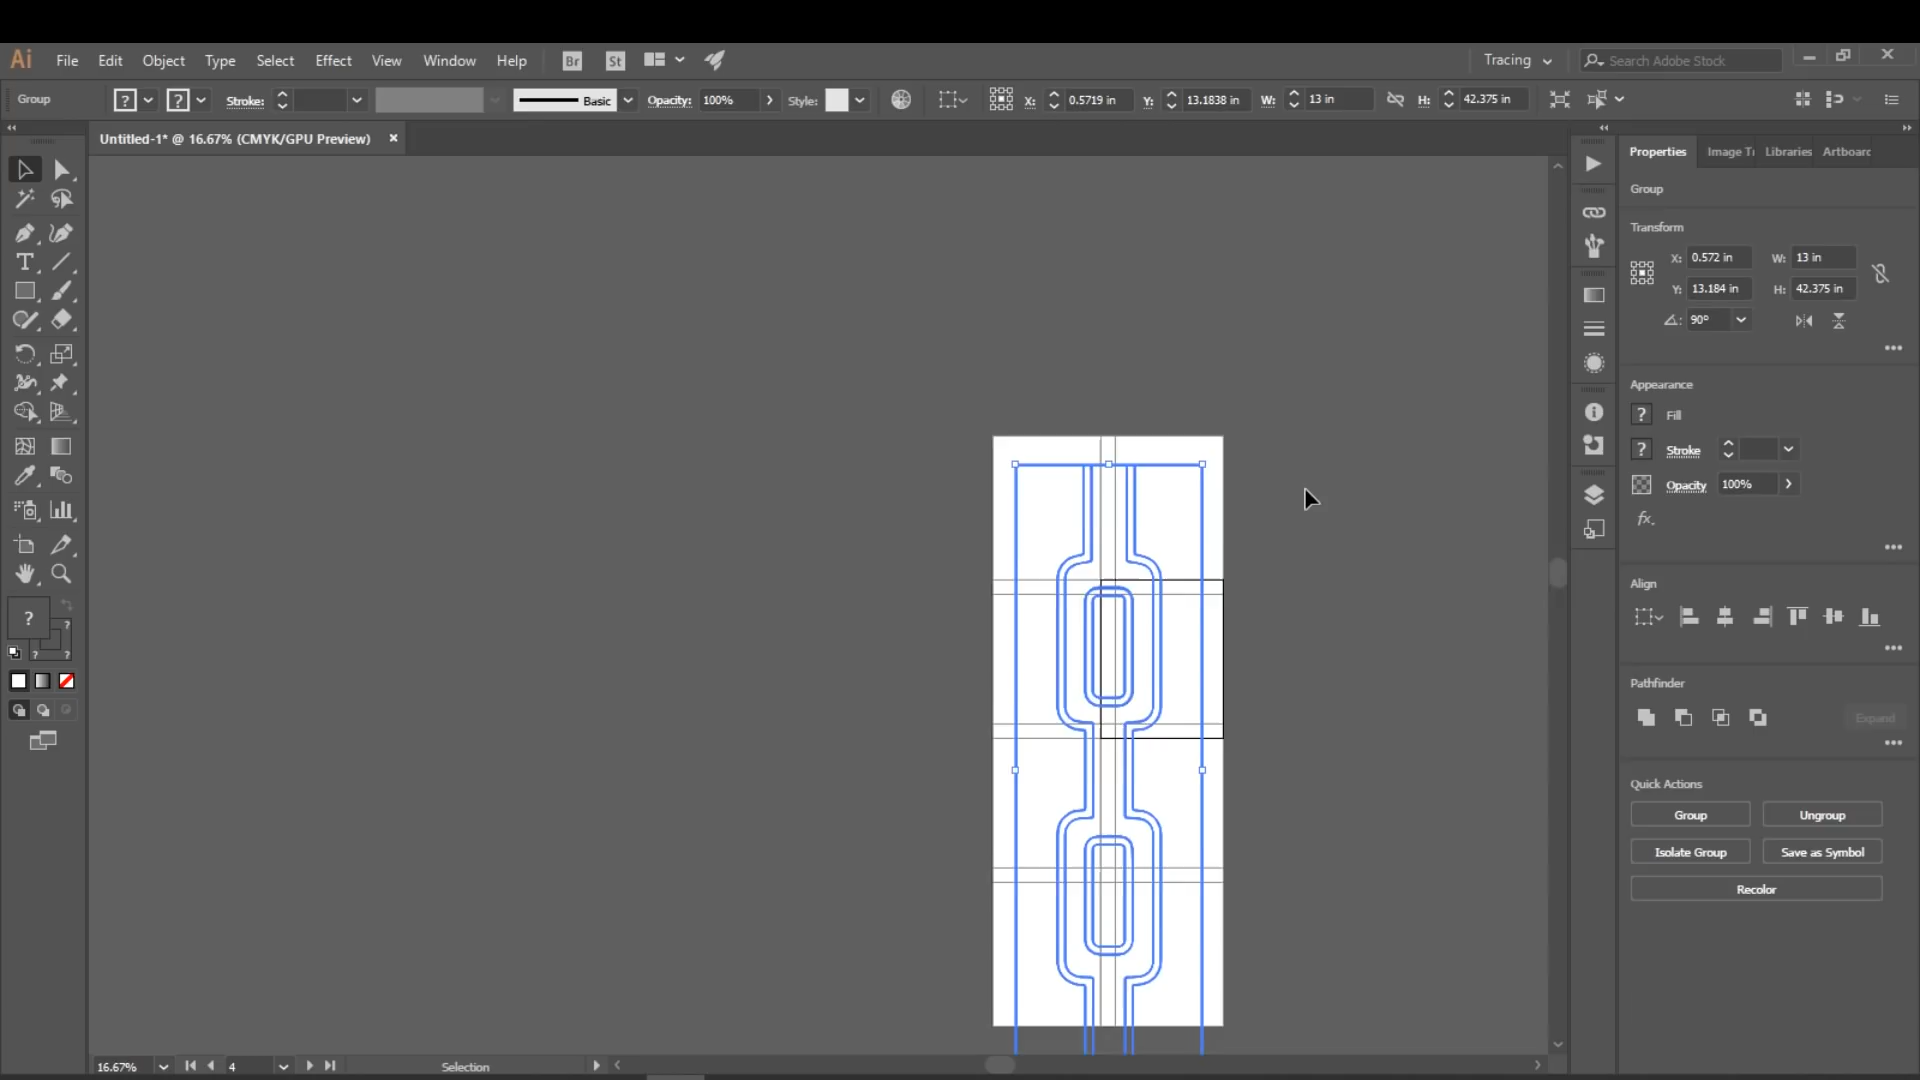 Ai File Edit Object Type Select Effect View Window Help Br St Tracing Search Adobe Stock
Group ? ? Stroke: Basic Opacity: 100% Style: X: 0.5719 in Y: 13.1838 in W: 13 in H: 42.375 in
Untitled-1* @ 16.67% (CMYK/GPU Preview)
Properties Image Tr Libraries Artboard
Group
Transform
X: 0.572 in W: 13 in
Y: 13.184 in H: 42.375 in
90°
Appearance
? Fill
? Stroke
Opacity 100%
fx.
Align
Pathfinder
Expand
Quick Actions
Group Ungroup
Isolate Group Save as Symbol
Recolor
?
?
? ?
16.67% 4 Selection